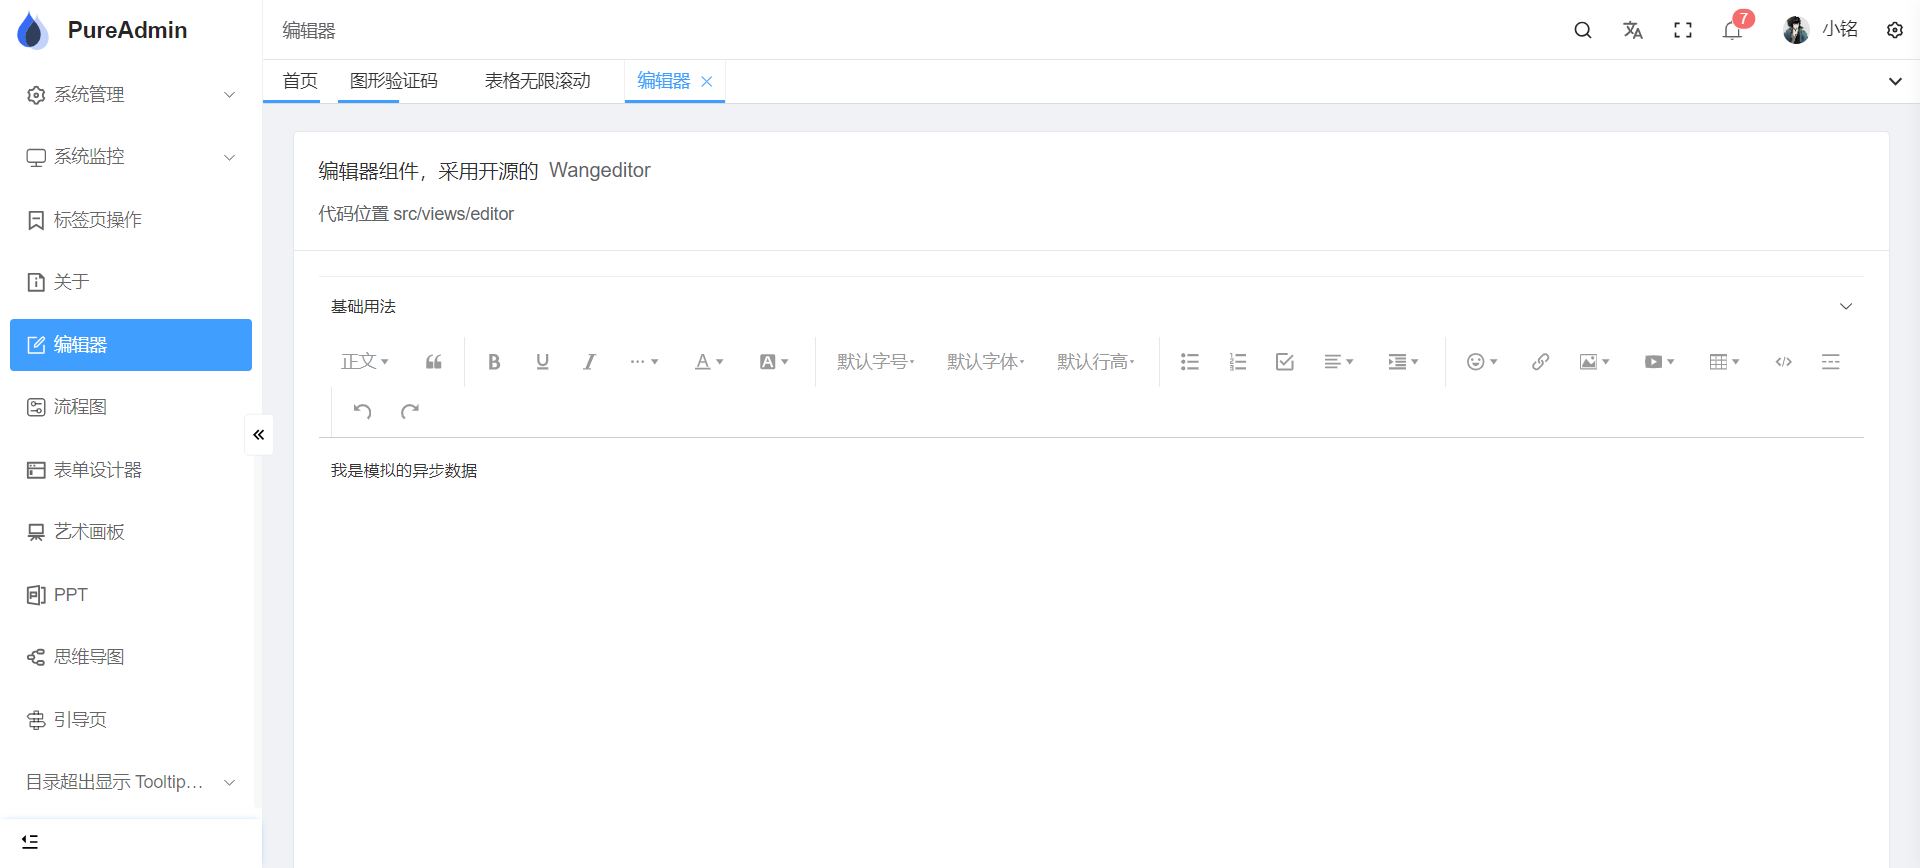 PureAdmin
系统管理
系统监控
标签页操作
关于
编辑器
流程图
表单设计器
艺术画板
PPT
思维导图
引导页
目录超出显示 Tooltip...
编辑器
7
小铭
首页
图形验证码
表格无限滚动
编辑器
编辑器组件，采用开源的 Wangeditor
代码位置 src/views/editor
基础用法
正文
B U I A A
默认字号
默认字体
默认行高
我是模拟的异步数据